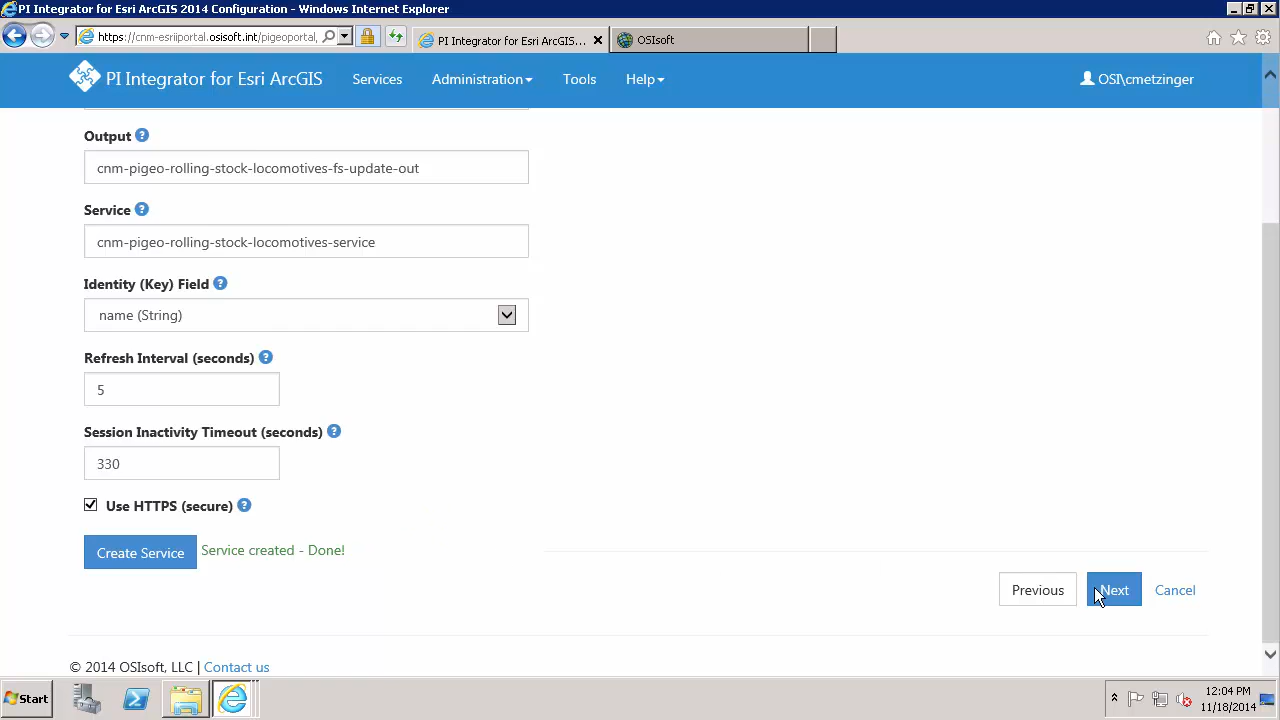 PI Integrator for Esri ArcGIS 2014 Configuration - Windows Internet Explorer
https://cnm-esriiportal.osisoft.int/pigeoportal,
PI Integrator for Esri ArcGIS...
OSIsoft
PI Integrator for Esri ArcGIS
Services
Administration
Tools
Help
OSI\cmetzinger
Output
cnm-pigeo-rolling-stock-locomotives-fs-update-out
Service
cnm-pigeo-rolling-stock-locomotives-service
Identity (Key) Field
name (String)
Refresh Interval (seconds)
5
Session Inactivity Timeout (seconds)
330
Use HTTPS (secure)
Create Service
Service created - Done!
Previous
Next
Cancel
© 2014 OSIsoft, LLC | Contact us
Start
12:04 PM
11/18/2014